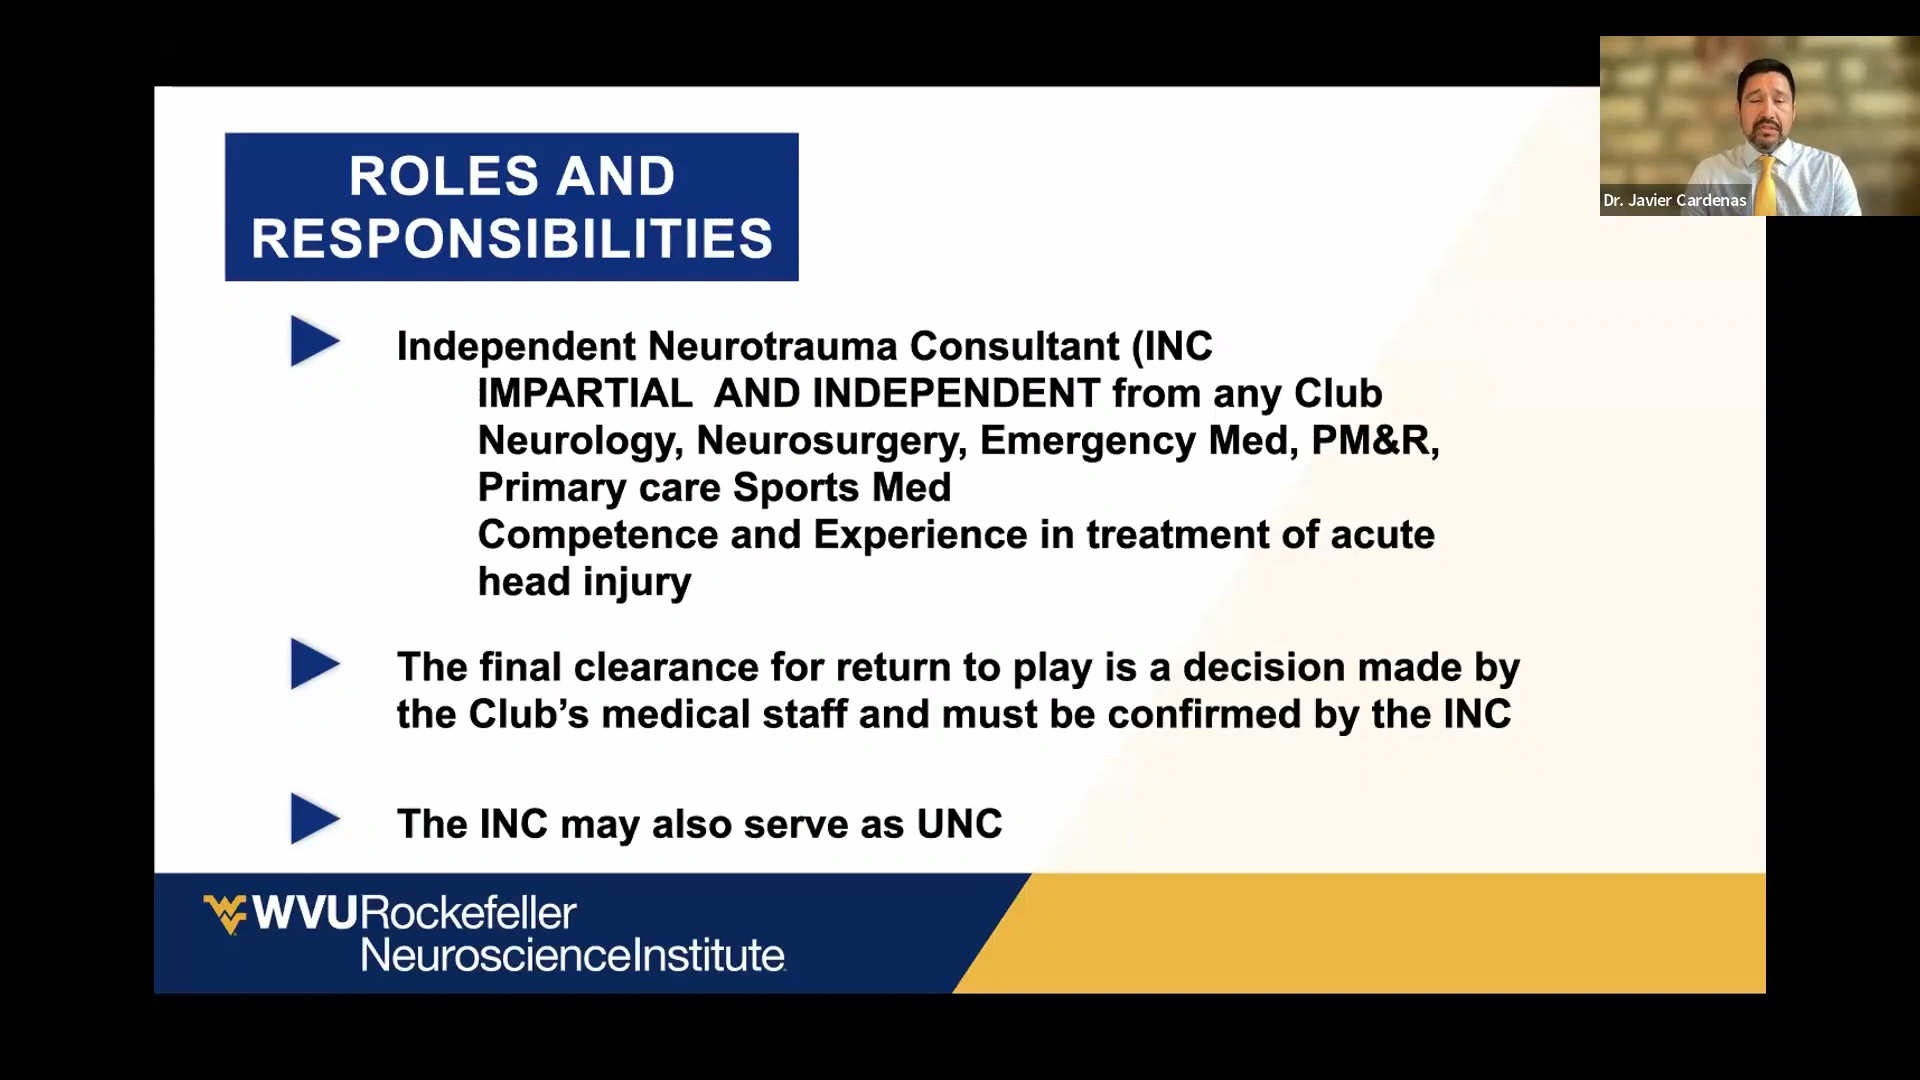 ROLES AND
RESPONSIBILITIES
Independent Neurotrauma Consultant (INC
IMPARTIAL  AND INDEPENDENT from any Club
Neurology, Neurosurgery, Emergency Med, PM&R,
Primary care Sports Med
Competence and Experience in treatment of acute
head injury
The final clearance for return to play is a decision made by
the Club’s medical staff and must be confirmed by the INC
The INC may also serve as UNC
WVURockefeller
NeuroscienceInstitute
Dr. Javier Cardenas